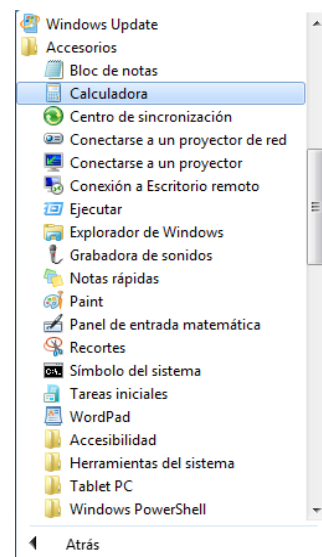 Windows Update
Accesorios
Bloc de notas
Calculadora
Centro de sincronización
Conectarse a un proyector de red
Conectarse a un proyector
Conexión a Escritorio remoto
Ejecutar
Explorador de Windows
Grabadora de sonidos
Notas rápidas
Paint
Panel de entrada matemática
Recortes
Símbolo del sistema
Tareas iniciales
WordPad
Accesibilidad
Herramientas del sistema
Tablet PC
Windows PowerShell
Atrás